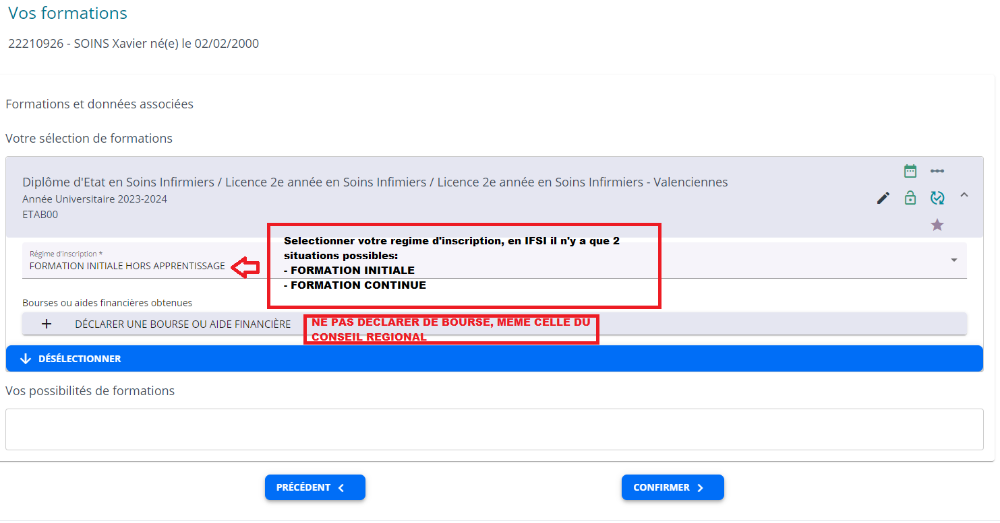 Vos formations
22210926 - SOINS Xavier né(e) le 02/02/2000
Formations et données associées
Votre sélection de formations
Diplôme d'Etat en Soins Infirmiers / Licence 2e année en Soins Infimiers / Licence 2e année en Soins Infirmiers - Valenciennes
Année Universitaire 2023-2024
ETAB00
Régime d'inscription *
FORMATION INITIALE HORS APPRENTISSAGE
Selectionner votre regime d'inscription, en IFSI il n'y a que 2
situations possibles:
- FORMATION INITIALE
- FORMATION CONTINUE
Bourses ou aides financières obtenues
DÉCLARER UNE BOURSE OU AIDE FINANCIÈRE
NE PAS DECLARER DE BOURSE, MEME CELLE DU
CONSEIL REGIONAL
DÉSÉLECTIONNER
Vos possibilités de formations
PRÉCÉDENT
CONFIRMER